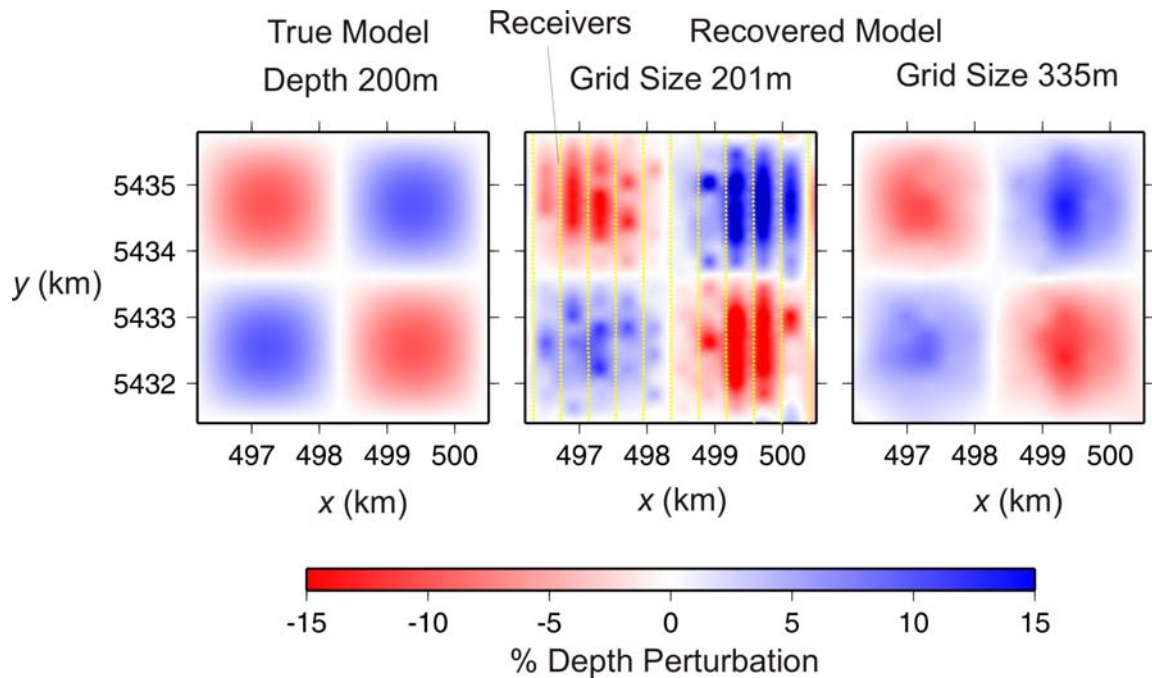 True Model
Receivers
Recovered Model
Depth 200m
Grid Size 201m
Grid Size 335m
5435
5434
y (km)
5433
5432
497 498 499 500
497 498 499 500
497 498 499 500
x (km)
x (km)
x (km)
-15 -10 -5 0 5 10 15
% Depth Perturbation